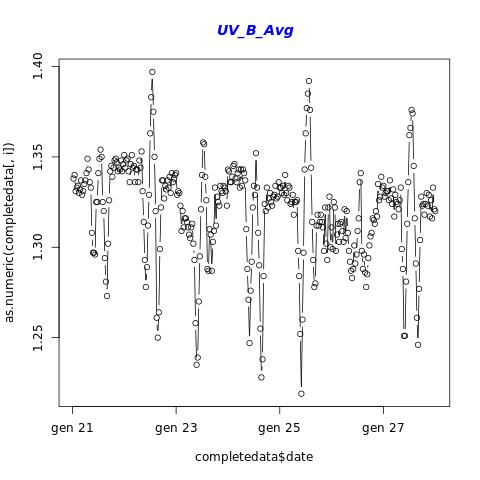 UV_B_Avg
as.numeric(completedata[, i])
1.40
1.35
1.30
1.25
gen 21
gen 23
gen 25
gen 27
completedata$date